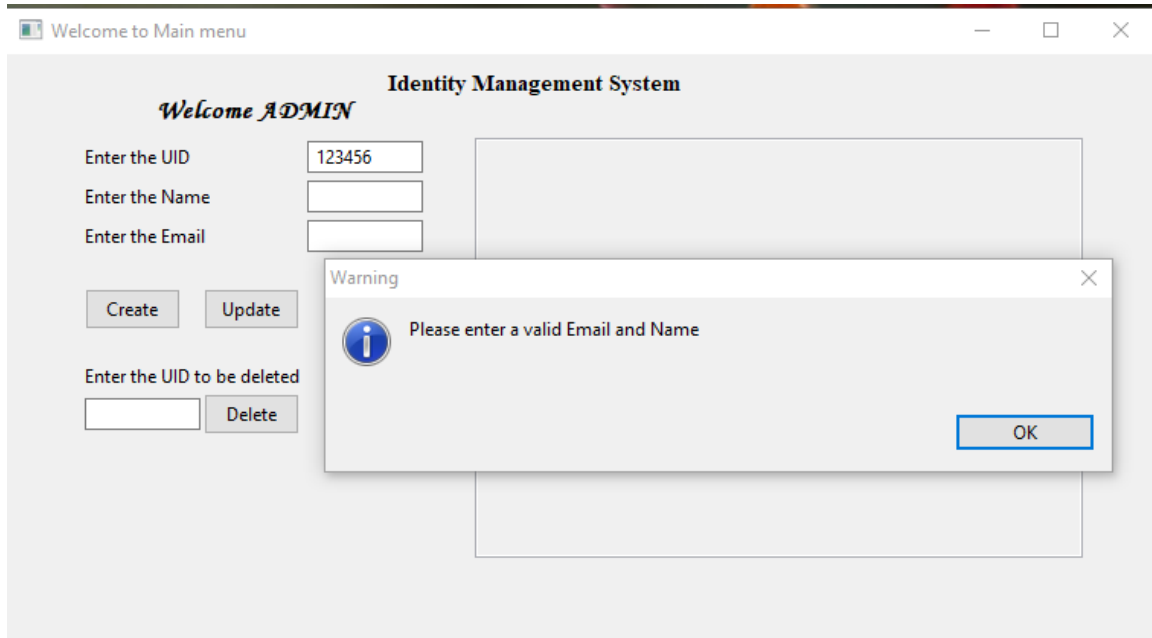 Welcome to Main menu
Identity Management System
Welcome ADMIN
Enter the UID 123456
Enter the Name
Enter the Email
Warning
Please enter a valid Email and Name
Create Update
Enter the UID to be deleted
Delete
OK